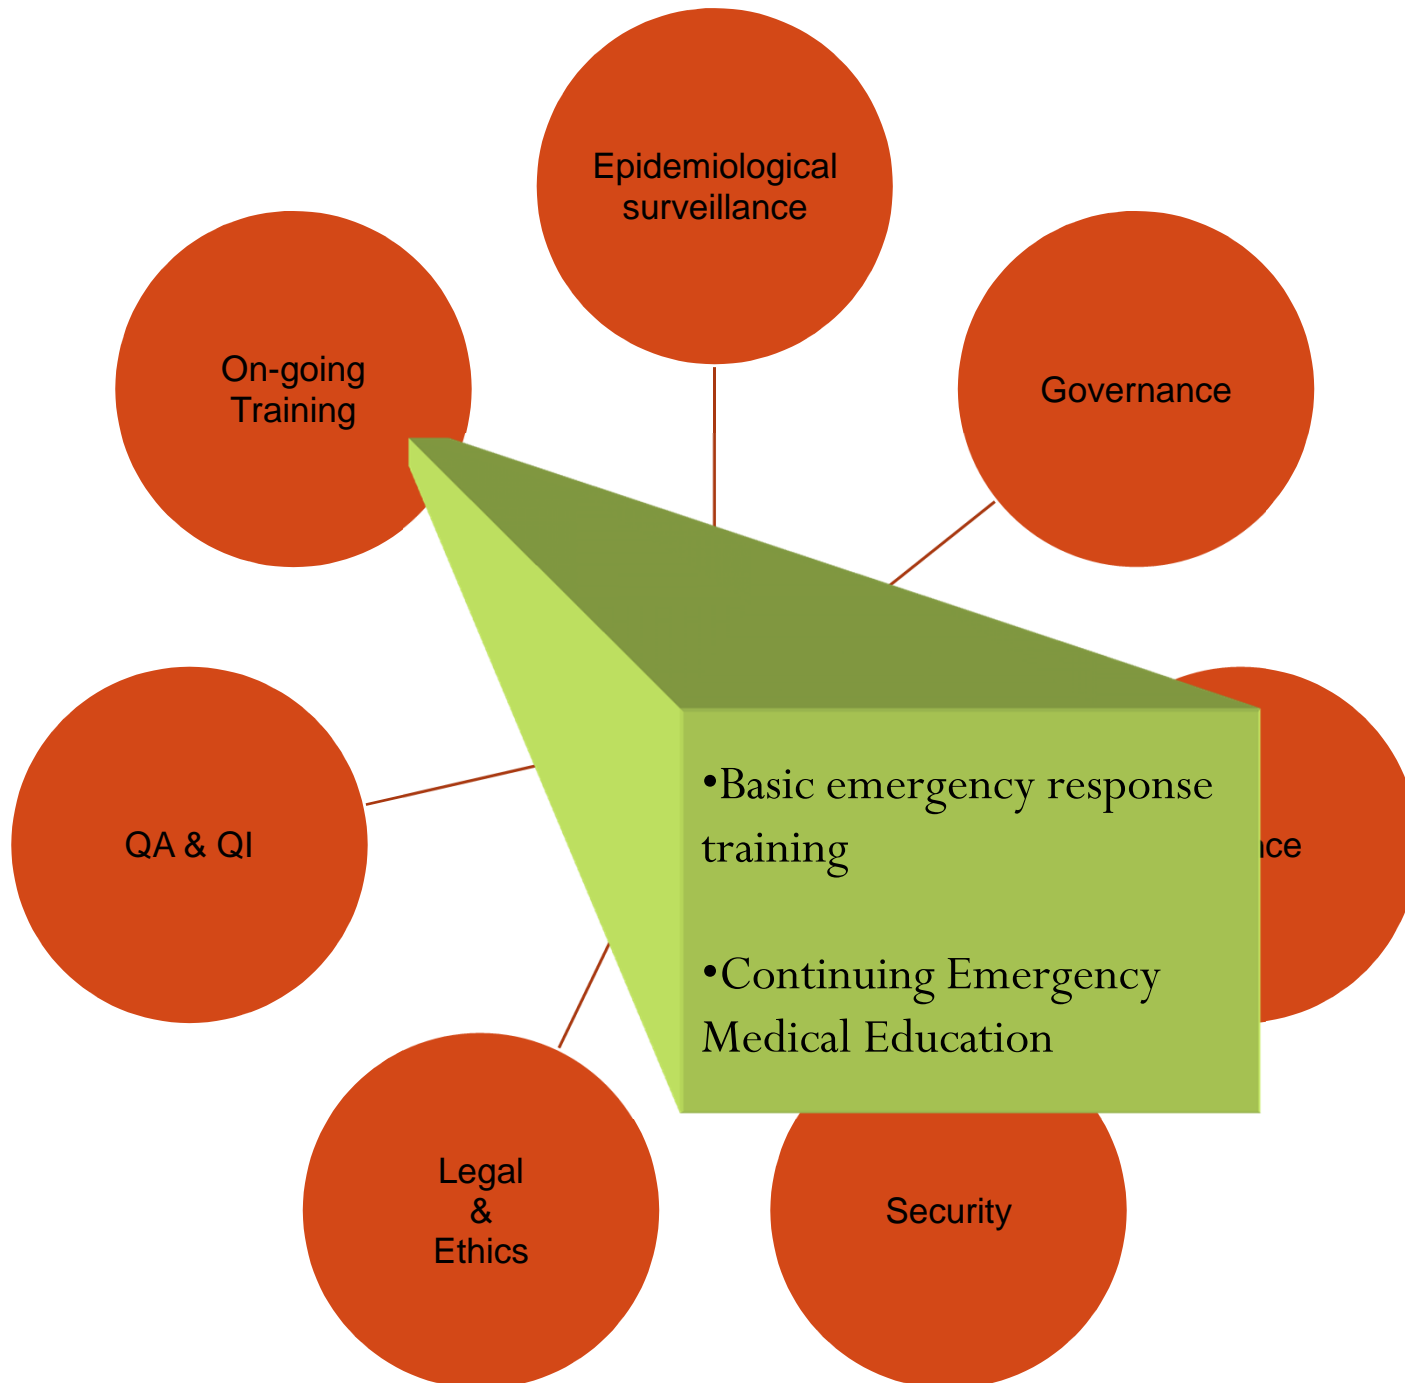 Epidemiological
surveillance
On-going
Training
Governance
•Basic emergency response
training
•Continuing Emergency
Medical Education
QA & QI
Legal
&
Ethics
Security